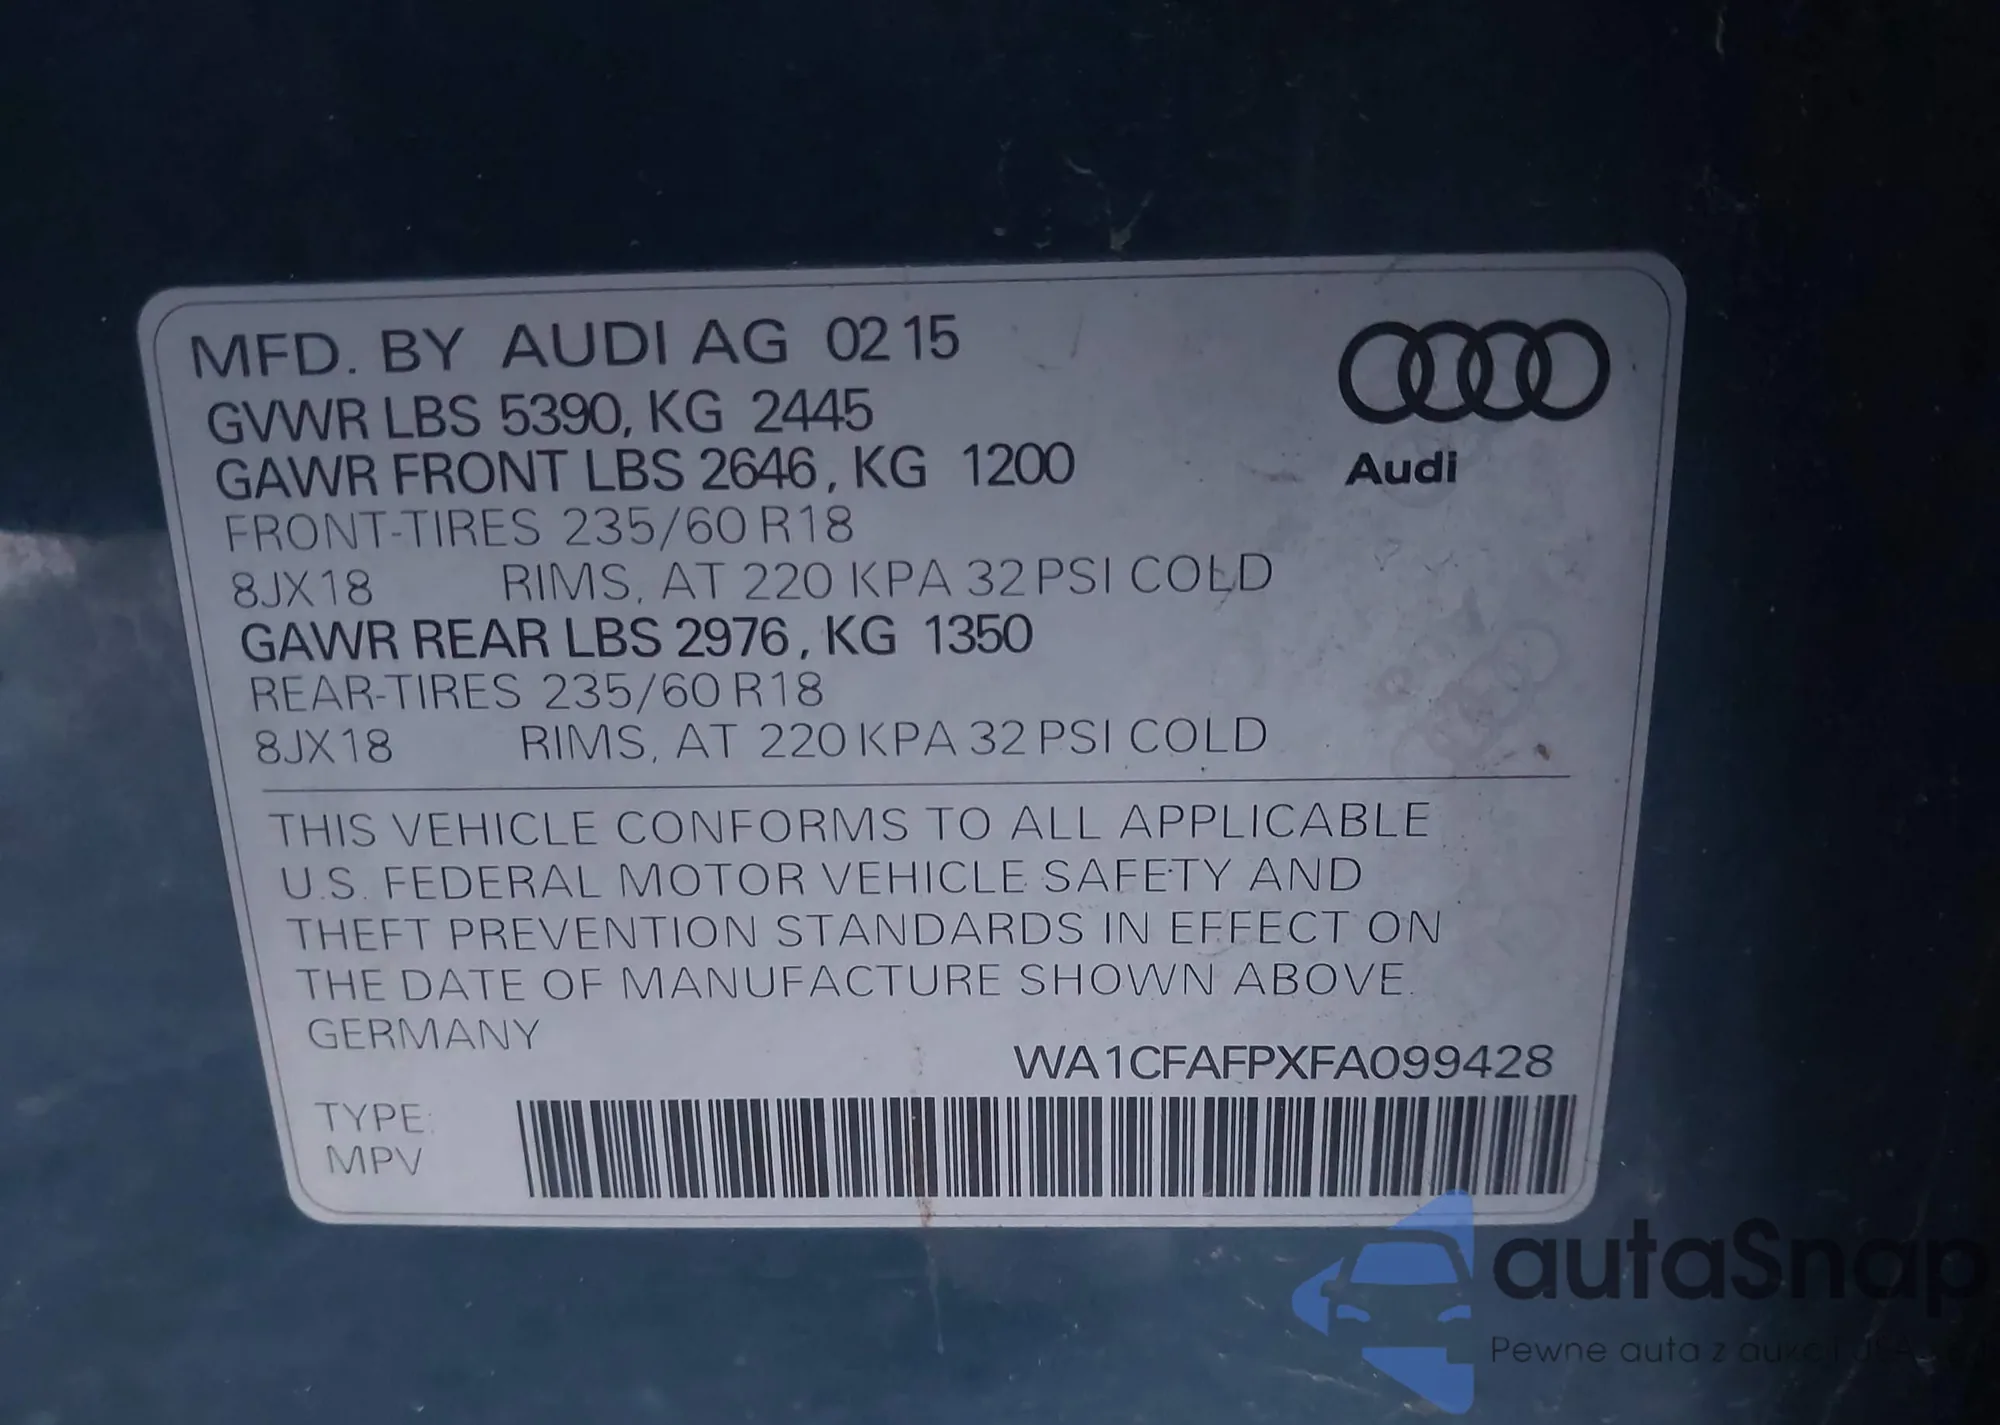 MFD. BY AUDI AG 02 15
GVWR LBS 5390, KG 2445
GAWR FRONT LBS 2646, KG 1200
FRONT-TIRES 235/60 R18
8JX18 RIMS, AT 220 KPA 32 PSI COLD
GAWR REAR LBS 2976, KG 1350
REAR-TIRES 235/60 R18
8JX18 RIMS, AT 220 KPA 32 PSI COLD
Audi
THIS VEHICLE CONFORMS TO ALL APPLICABLE
U.S. FEDERAL MOTOR VEHICLE SAFETY AND
THEFT PREVENTION STANDARDS IN EFFECT ON
THE DATE OF MANUFACTURE SHOWN ABOVE.
GERMANY
WA1CFAFPXFA099428
TYPE:
MPV
autaSnap
Pewne auta z